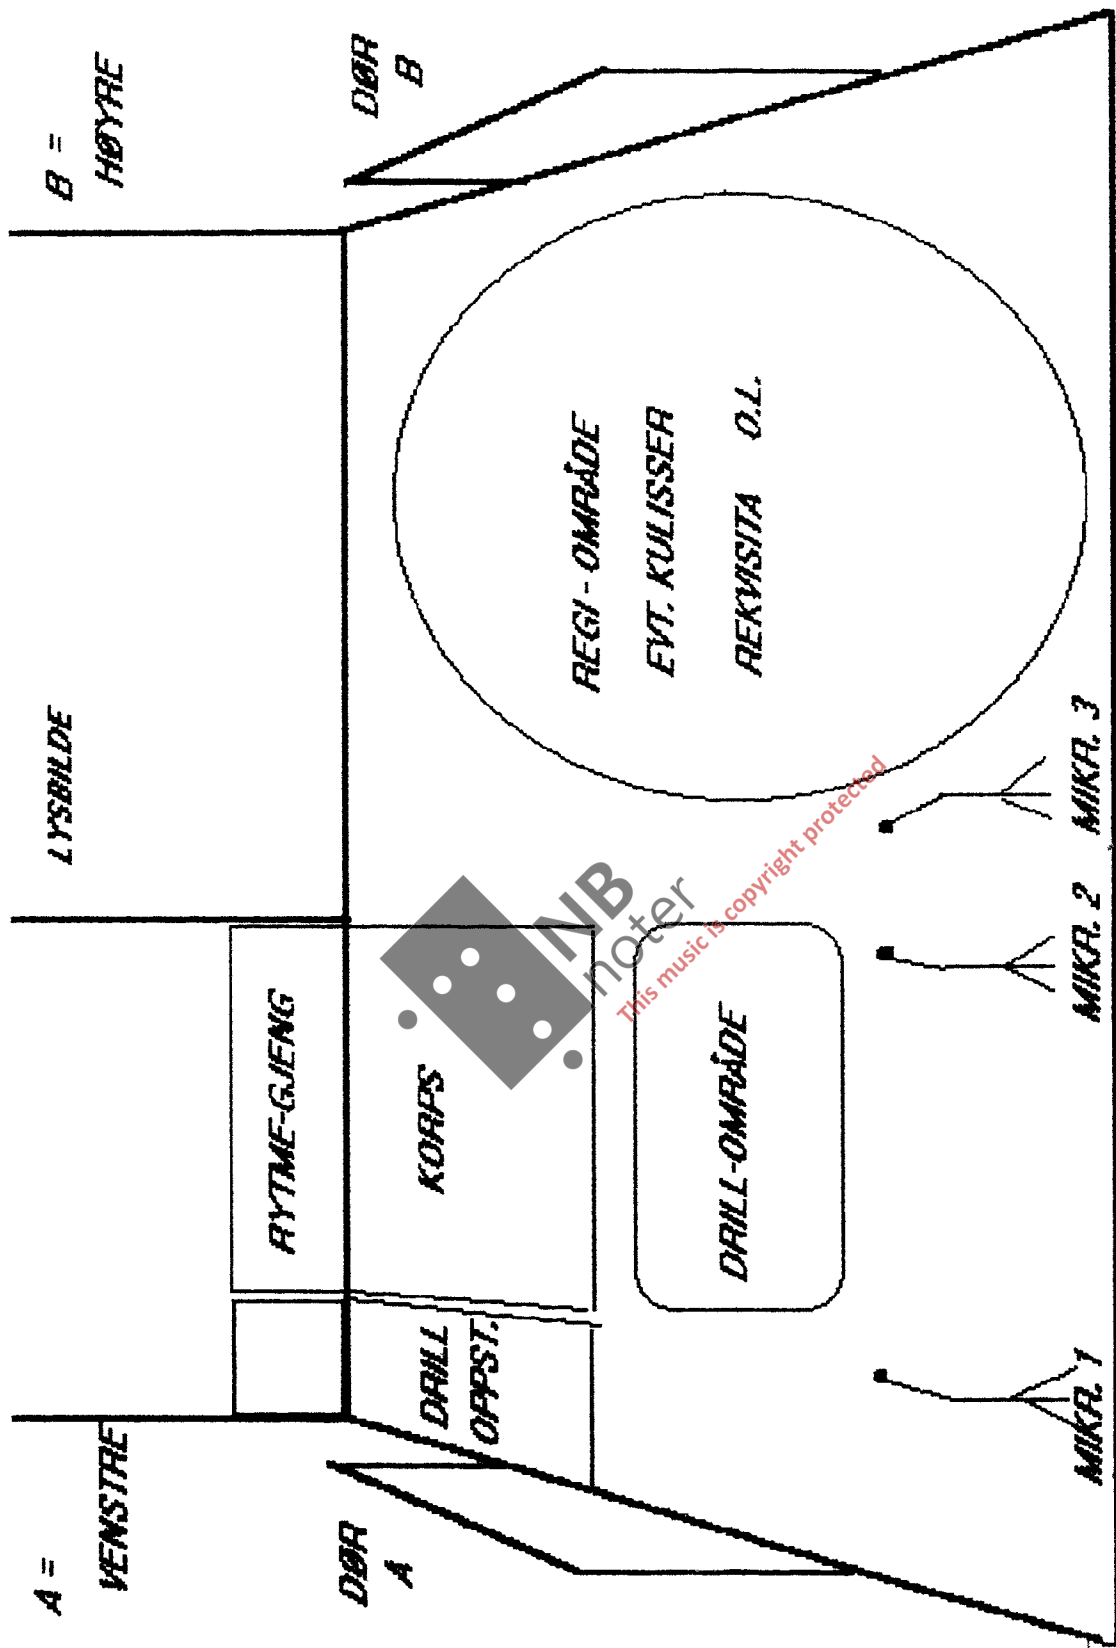 A =
VENSTRE
LYSBILDE
B =
HØYRE
DØR
A
DØR
B
RYTME-GJENG
DRILL
OPPST.
KORPS
REGI - OMRÅDE
EVT. KULISSER
REKVISITA O.L.
DRILL-OMRÅDE
MIKR. 1
MIKR. 2
MIKR. 3
NB
noter
This music is copyright protected